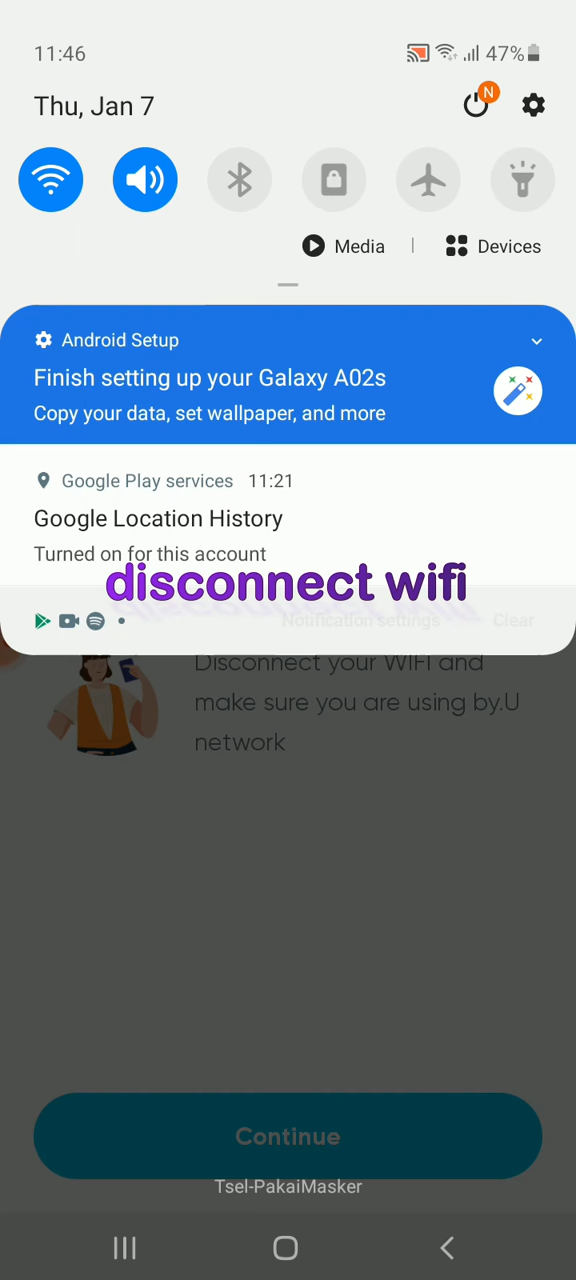 11:46
47%
Thu, Jan 7
N
Media | Devices
Android Setup
Finish setting up your Galaxy A02s
Copy your data, set wallpaper, and more
Google Play services 11:21
Google Location History
Turned on for this account
disconnect wifi
Notification settings Clear
Disconnect your WIFI and
make sure you are using by.U
network
Continue
Tsel-PakaiMasker